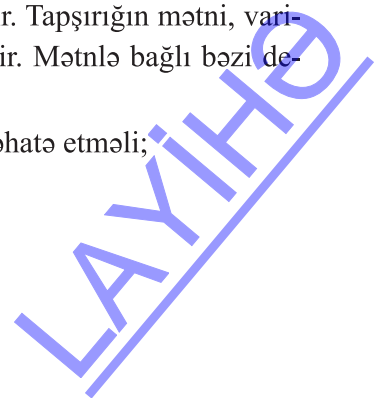 r. Tapşırığın mətni, vari-
ir. Mətnlə bağlı bəzi de-
əhatə etməli;
LAYİHƏ